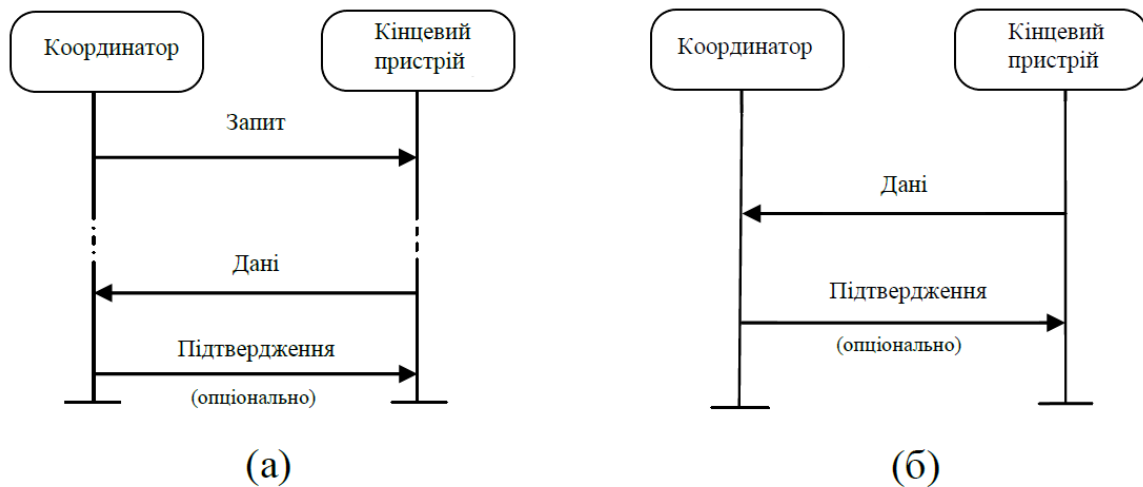 Координатор
Кінцевий
пристрій
Запит
Дані
Підтвердження
(опціонально)
(а)
Координатор
Кінцевий
пристрій
Дані
Підтвердження
(опціонально)
(б)